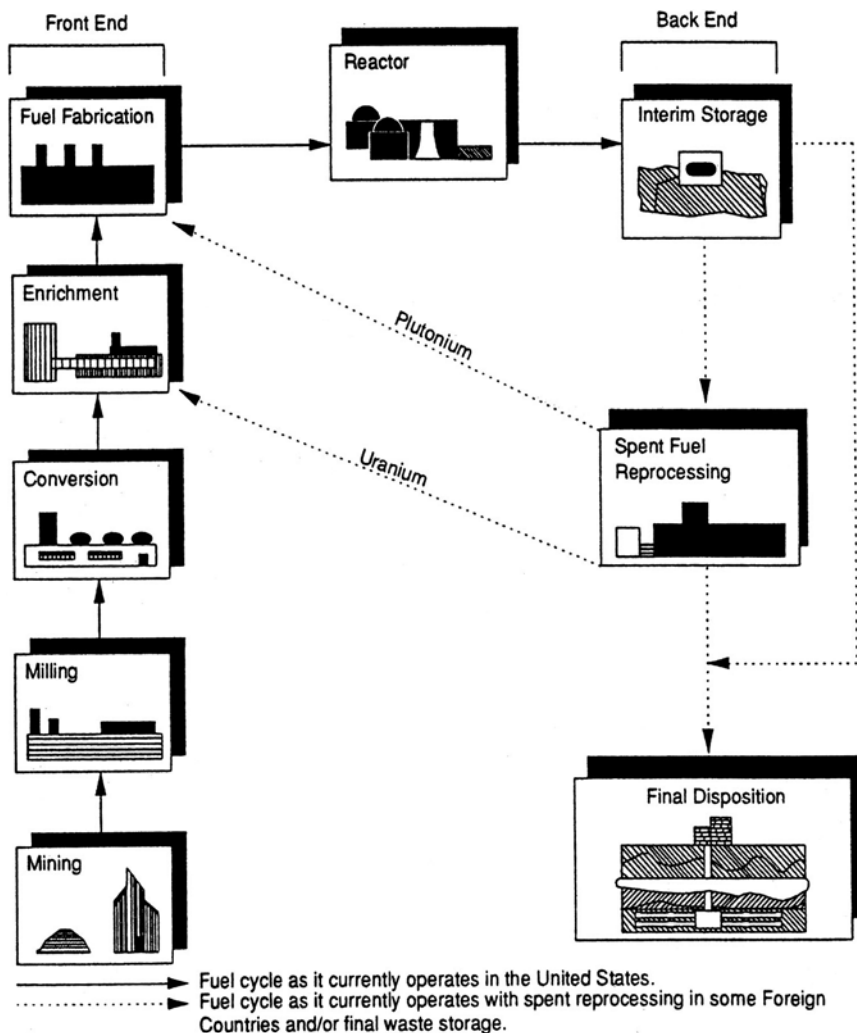 Front End
Back End
Reactor
Fuel Fabrication
Interim Storage
Enrichment
Plutonium
Uranium
Spent Fuel
Reprocessing
Conversion
Milling
Final Disposition
Mining
Fuel cycle as it currently operates in the United States.
Fuel cycle as it currently operates with spent reprocessing in some Foreign
Countries and/or final waste storage.